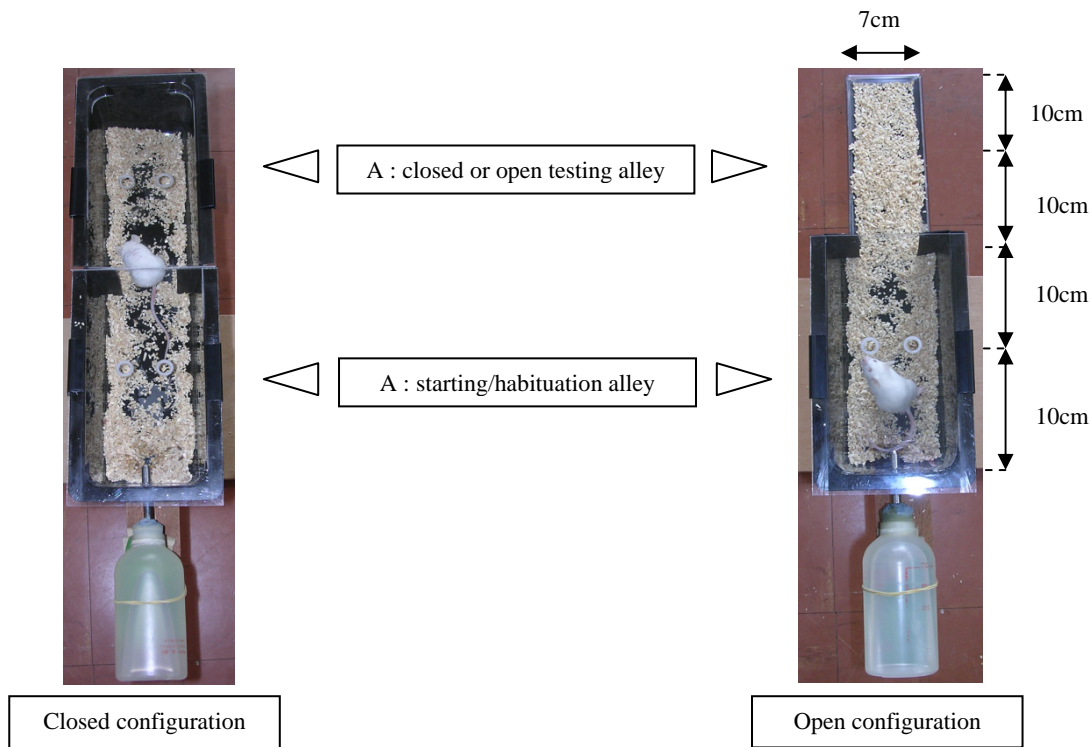 7cm
10cm
A : closed or open testing alley
10cm
10cm
A : starting/habituation alley
10cm
Closed configuration
Open configuration